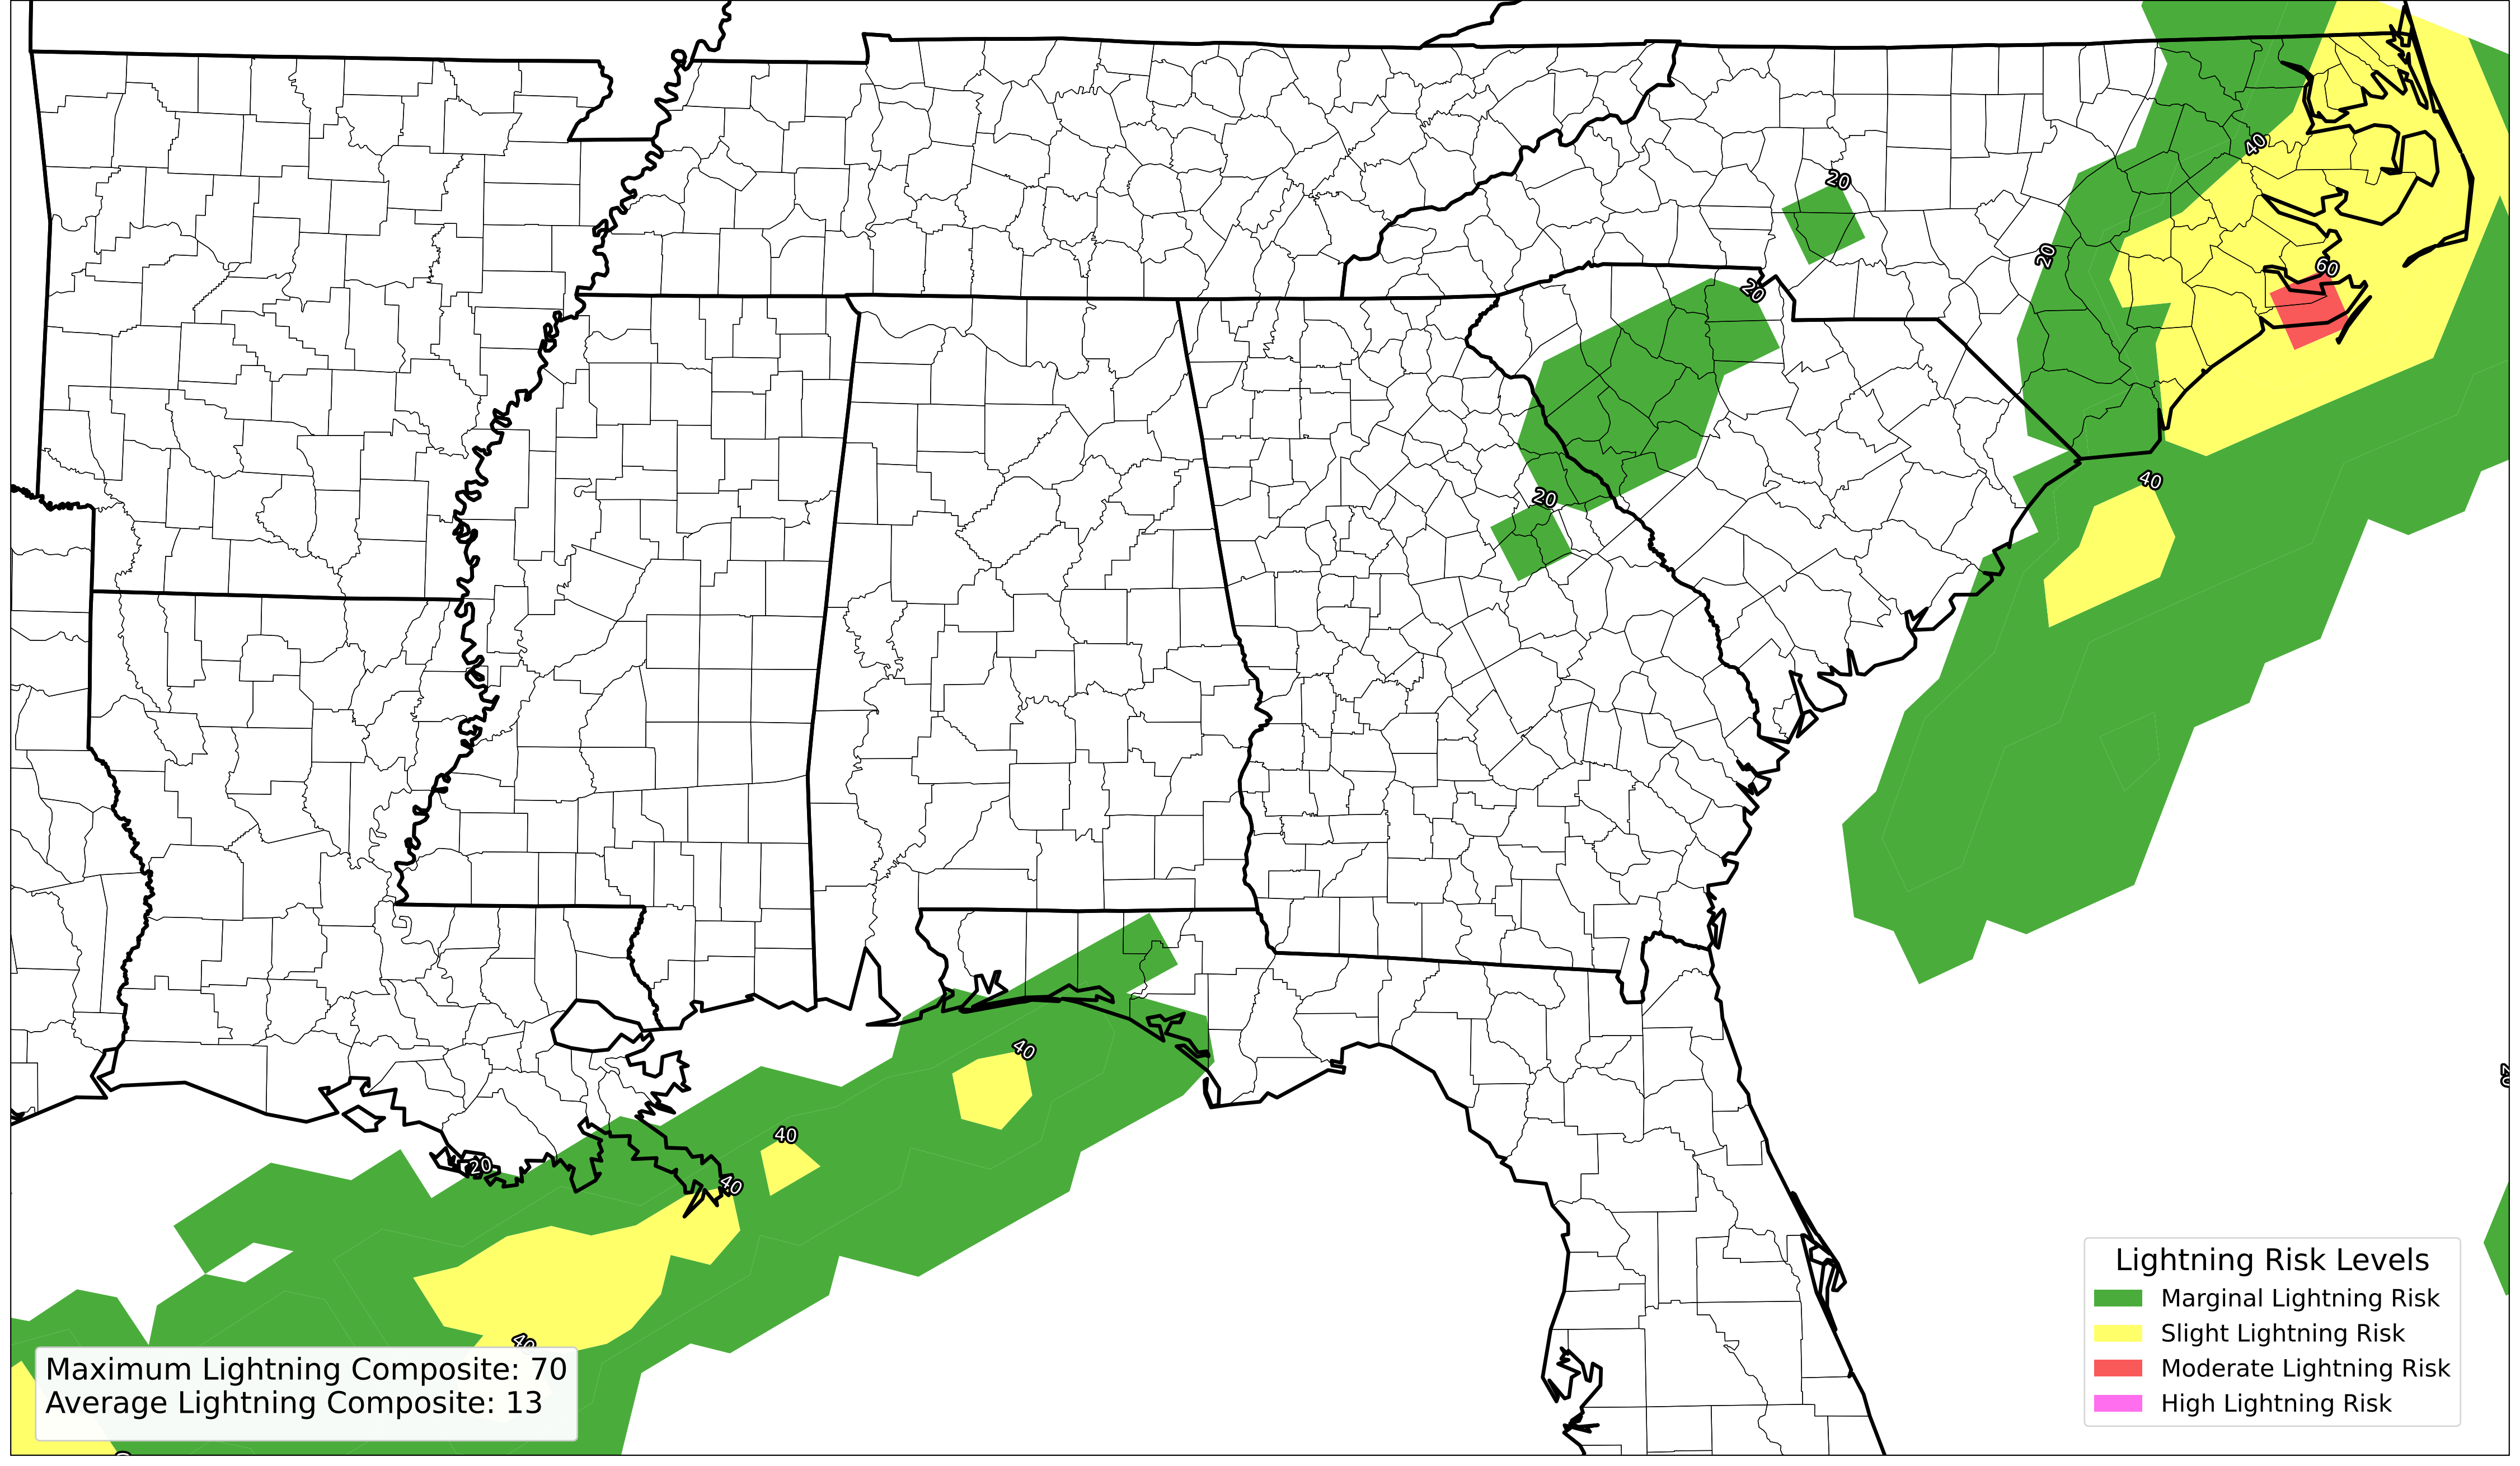 40
20
20
60
20
20
40
40
20
40
40
40
20
Lightning Risk Levels
Marginal Lightning Risk
Slight Lightning Risk
Moderate Lightning Risk
High Lightning Risk
Maximum Lightning Composite: 70
Average Lightning Composite: 13